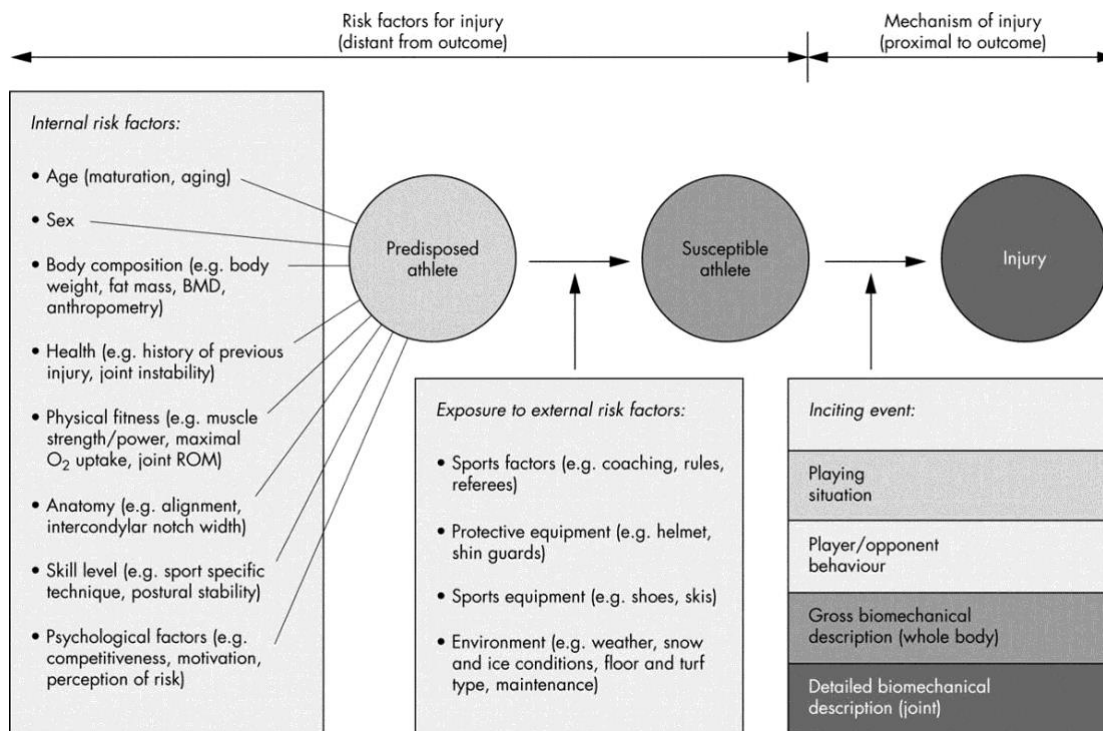 Risk factors for injury
(distant from outcome)
Mechanism of injury
(proximal to outcome)
Internal risk factors:
• Age (maturation, aging)
• Sex
• Body composition (e.g. body
weight, fat mass, BMD,
anthropometry)
• Health (e.g. history of previous
injury, joint instability)
• Physical fitness (e.g. muscle
strength/power, maximal
O2 uptake, joint ROM)
• Anatomy (e.g. alignment,
intercondylar notch width)
• Skill level (e.g. sport specific
technique, postural stability)
• Psychological factors (e.g.
competitiveness, motivation,
perception of risk)
Predisposed
athlete
Susceptible
athlete
Injury
Exposure to external risk factors:
• Sports factors (e.g. coaching, rules,
referees)
• Protective equipment (e.g. helmet,
shin guards)
• Sports equipment (e.g. shoes, skis)
• Environment (e.g. weather, snow
and ice conditions, floor and turf
type, maintenance)
Inciting event:
Playing
situation
Player/opponent
behaviour
Gross biomechanical
description (whole body)
Detailed biomechanical
description (joint)